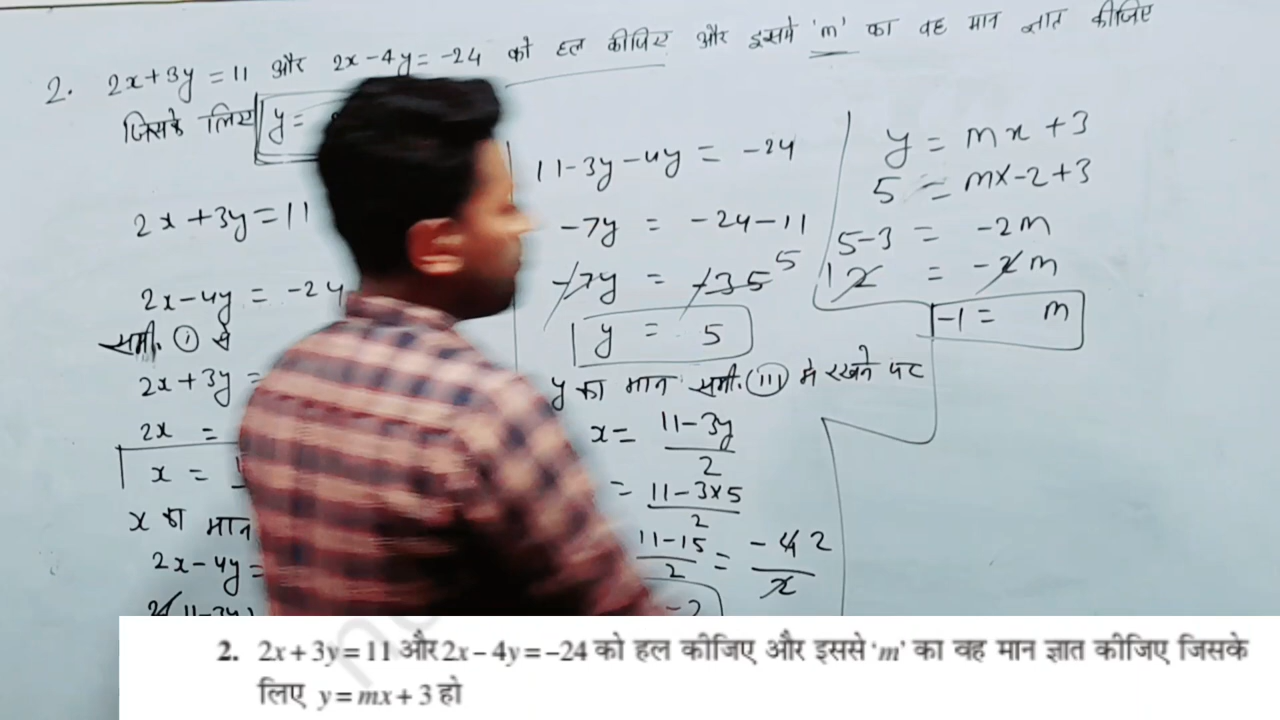 2. 2x+3y=11 और 2x-4y=-24 को हल कीजिए और इससे 'm' का वह मान ज्ञात कीजिए
जिसके लिए y=
2x+3y=11
2x-4y=-24
समी. ① से
2x+3y=
2x =
x =
x का मान
2x-4y=
11-3y-4y = -24
-7y = -24-11
-7y = -35 5
y = 5
y का मान समी. (III) मे रखने पर
x= 11-3y/2
= 11-3×5/2
11-15/2 = -4 2/2
-2
y = mx+3
5 = m×-2+3
5-3 = -2m
1 2 = -2m
-1 = m
2. 2x+3y=11 और 2x-4y=-24 को हल कीजिए और इससे 'm' का वह मान ज्ञात कीजिए जिसके
लिए y=mx+3 हो